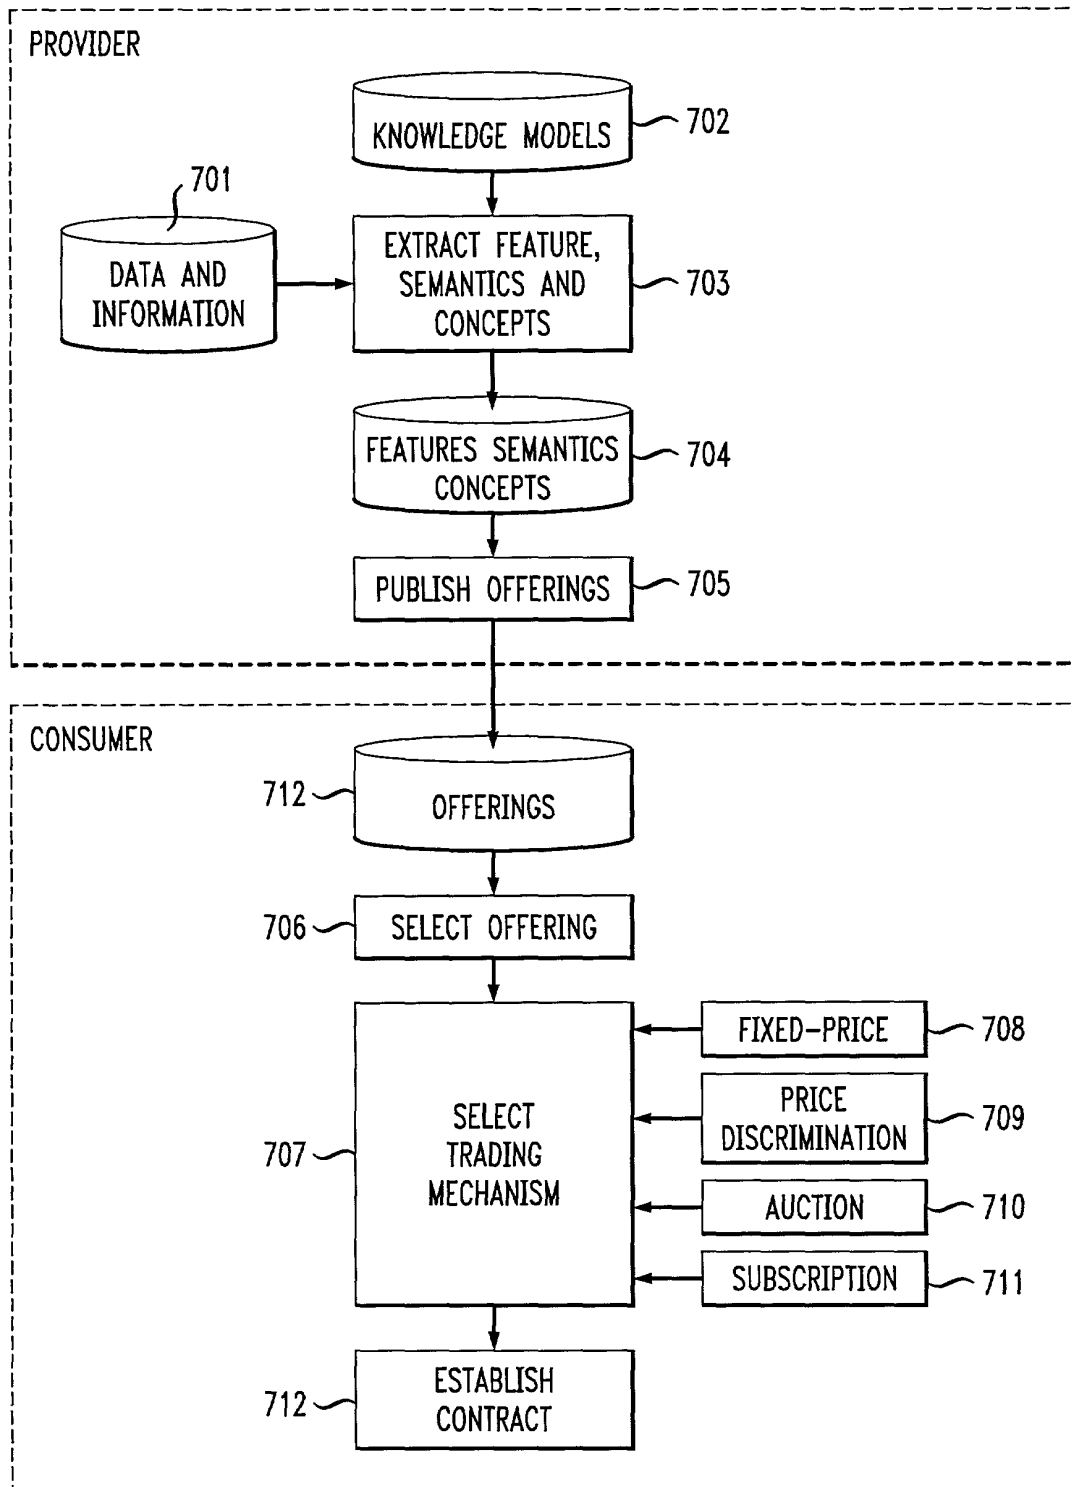 PROVIDER
KNOWLEDGE MODELS
702
701
DATA AND
INFORMATION
EXTRACT FEATURE,
SEMANTICS AND
CONCEPTS
703
FEATURES SEMANTICS
CONCEPTS
704
PUBLISH OFFERINGS
705
CONSUMER
712
OFFERINGS
706
SELECT OFFERING
707
SELECT
TRADING
MECHANISM
FIXED-PRICE
708
PRICE
DISCRIMINATION
709
AUCTION
710
SUBSCRIPTION
711
712
ESTABLISH
CONTRACT